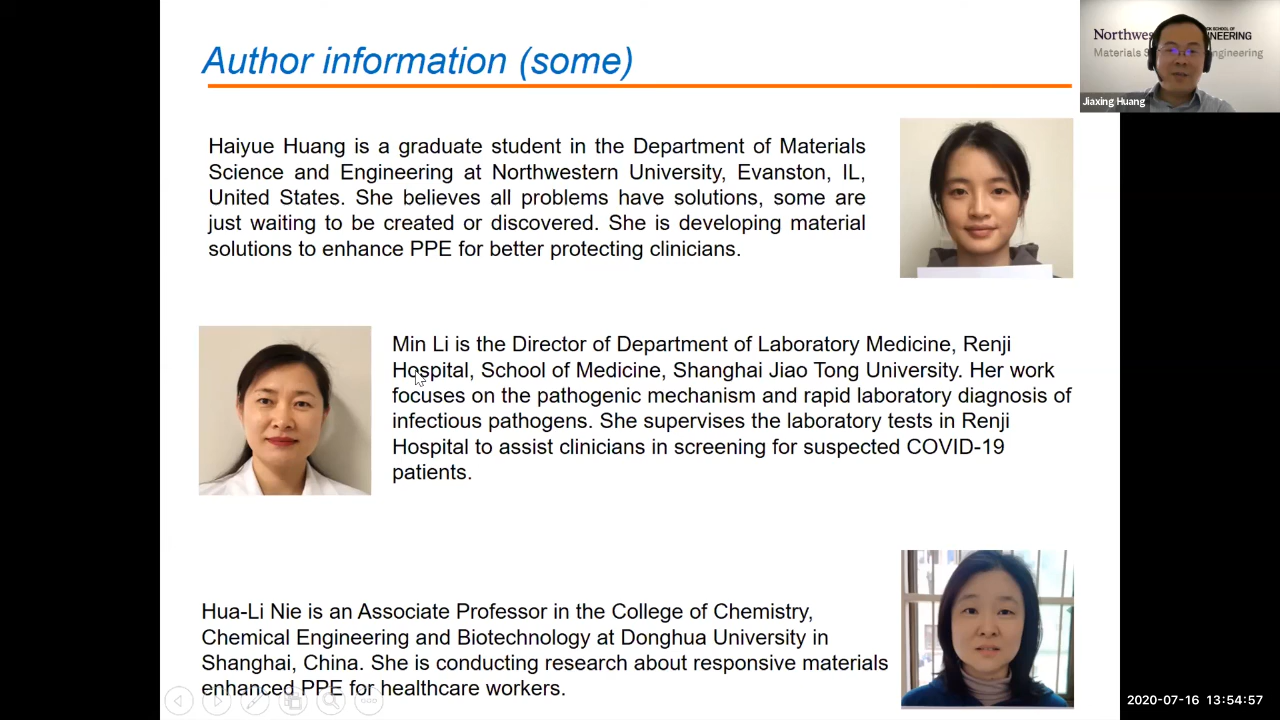 Author information (some)
Northwes
K SCHOOL OF
NGINEERING
Materials S
ngineering
Jiaxing Huang
Haiyue Huang is a graduate student in the Department of Materials
Science and Engineering at Northwestern University, Evanston, IL,
United States. She believes all problems have solutions, some are
just waiting to be created or discovered. She is developing material
solutions to enhance PPE for better protecting clinicians.
Min Li is the Director of Department of Laboratory Medicine, Renji
Hospital, School of Medicine, Shanghai Jiao Tong University. Her work
focuses on the pathogenic mechanism and rapid laboratory diagnosis of
infectious pathogens. She supervises the laboratory tests in Renji
Hospital to assist clinicians in screening for suspected COVID-19
patients.
Hua-Li Nie is an Associate Professor in the College of Chemistry,
Chemical Engineering and Biotechnology at Donghua University in
Shanghai, China. She is conducting research about responsive materials
enhanced PPE for healthcare workers.
2020-07-16 13:54:57